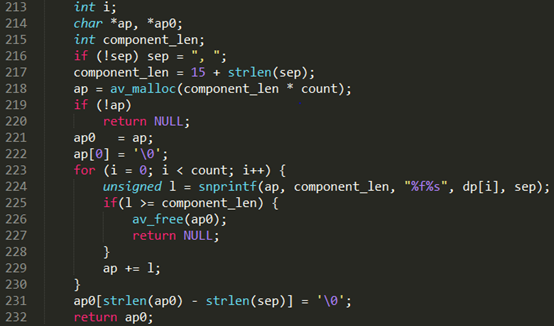 213 int i;
214 char *ap, *ap0;
215 int component_len;
216 if (!sep) sep = ", ";
217 component_len = 15 + strlen(sep);
218 ap = av_malloc(component_len * count);
219 if (!ap)
220 return NULL;
221 ap0   = ap;
222 ap[0] = '\0';
223 for (i = 0; i < count; i++) {
224 unsigned l = snprintf(ap, component_len, "%f%s", dp[i], sep);
225 if(l >= component_len) {
226 av_free(ap0);
227 return NULL;
228 }
229 ap += l;
230 }
231 ap0[strlen(ap0) - strlen(sep)] = '\0';
232 return ap0;